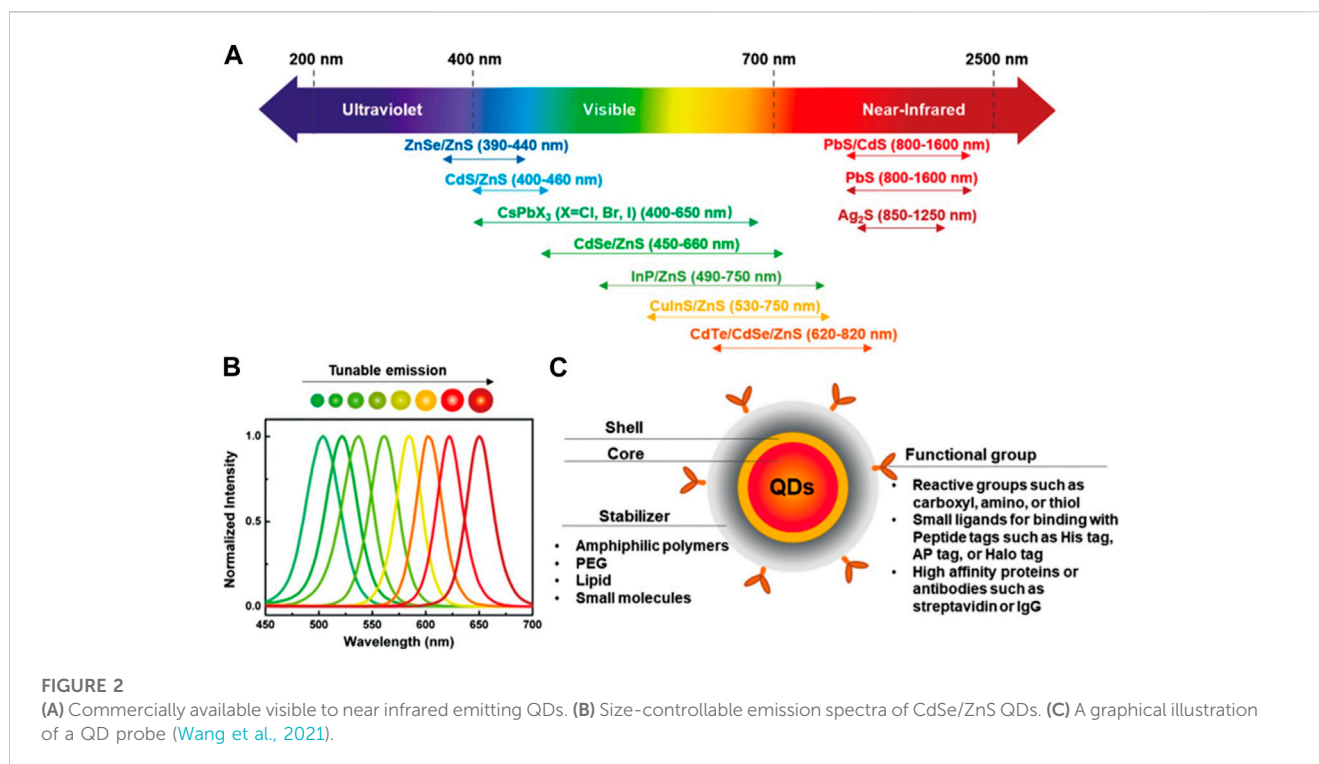 A
200 nm 400 nm 700 nm 2500 nm
Ultraviolet Visible Near-Infrared
ZnSe/ZnS (390-440 nm)
PbS/CdS (800-1600 nm)
CdS/ZnS (400-460 nm)
PbS (800-1600 nm)
CsPbX₃ (X=Cl, Br, I) (400-650 nm)
Ag₂S (850-1250 nm)
CdSe/ZnS (450-660 nm)
InP/ZnS (490-750 nm)
CuInS/ZnS (530-750 nm)
CdTe/CdSe/ZnS (620-820 nm)
B
Tunable emission
Normalized Intensity
1.0
0.5
0.0
450 500 550 600 650 700
Wavelength (nm)
C
Shell
Core
QDs
Stabilizer
• Amphiphilic polymers
• PEG
• Lipid
• Small molecules
Functional group
• Reactive groups such as
carboxyl, amino, or thiol
• Small ligands for binding with
Peptide tags such as His tag,
AP tag, or Halo tag
• High affinity proteins or
antibodies such as
streptavidin or IgG
FIGURE 2
(A) Commercially available visible to near infrared emitting QDs. (B) Size-controllable emission spectra of CdSe/ZnS QDs. (C) A graphical illustration
of a QD probe (Wang et al., 2021).